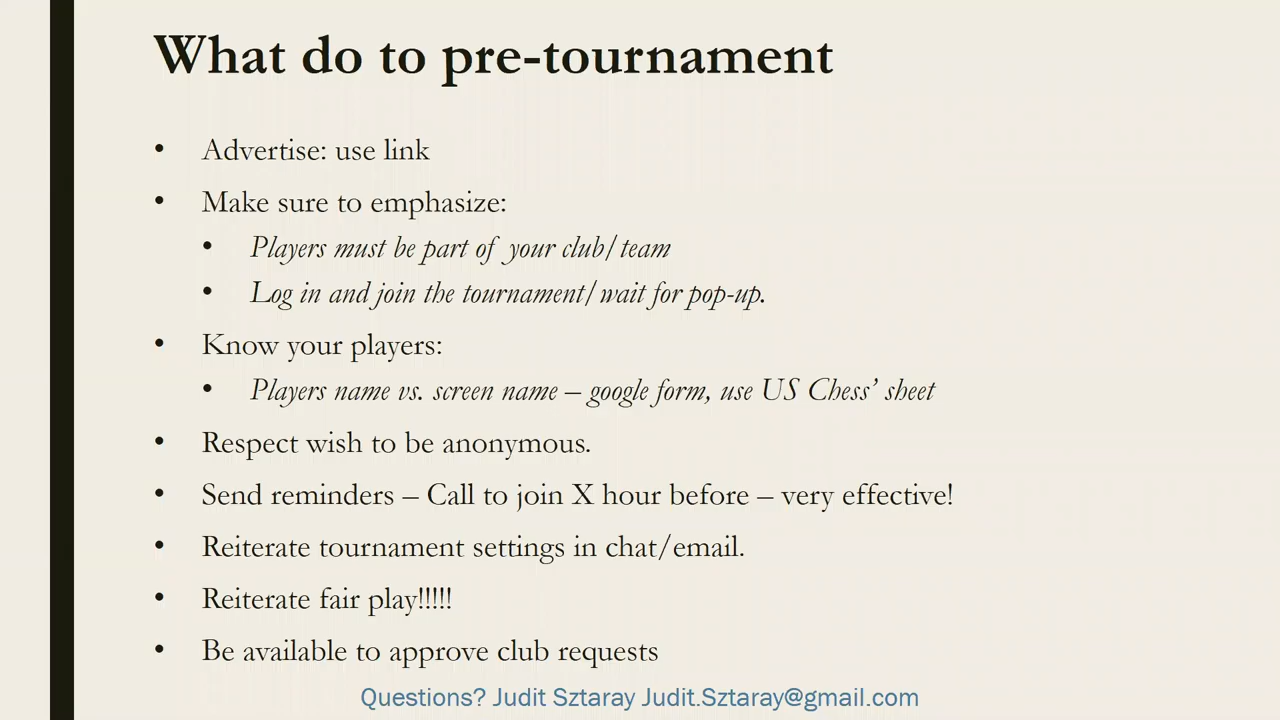 What do to pre-tournament
• Advertise: use link
• Make sure to emphasize:
• Players must be part of your club/team
• Log in and join the tournament/wait for pop-up.
• Know your players:
• Players name vs. screen name – google form, use US Chess’ sheet
• Respect wish to be anonymous.
• Send reminders – Call to join X hour before – very effective!
• Reiterate tournament settings in chat/email.
• Reiterate fair play!!!!!
• Be available to approve club requests
Questions? Judit Sztaray Judit.Sztaray@gmail.com